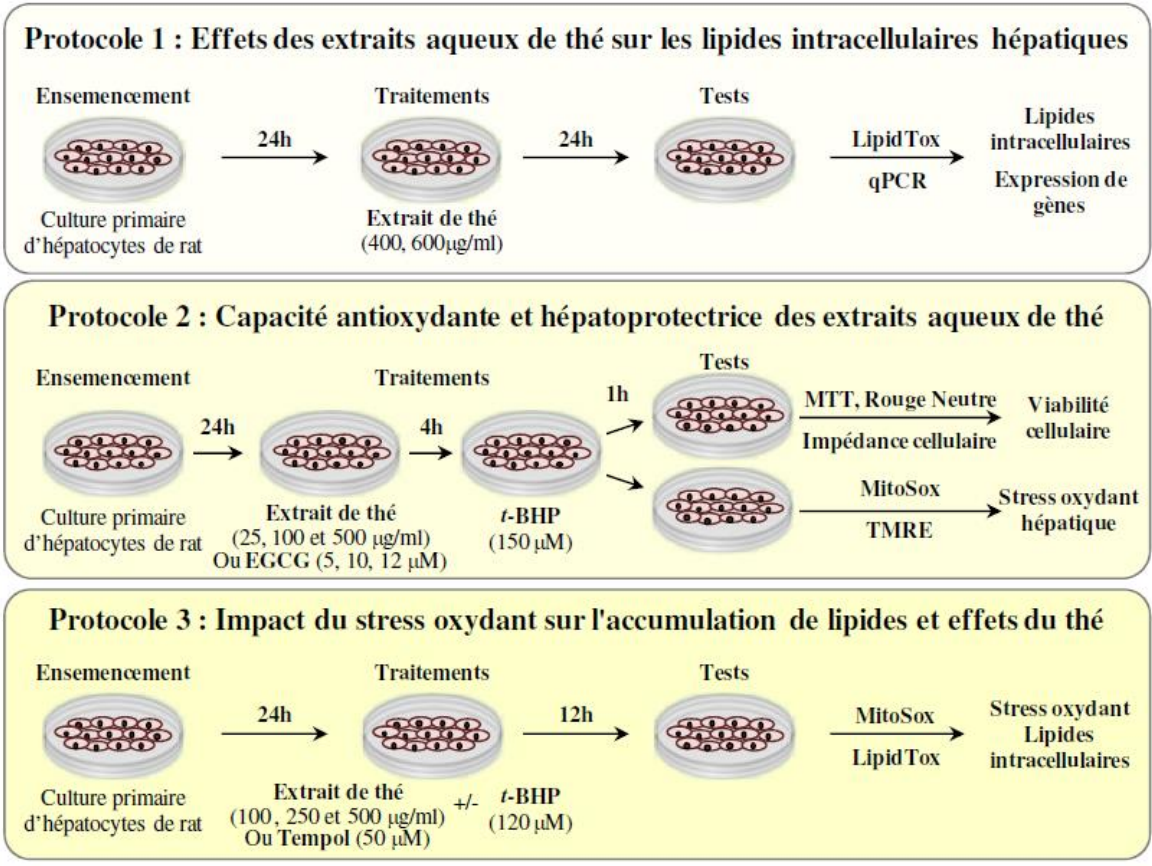 Protocole 1 : Effets des extraits aqueux de thé sur les lipides intracellulaires hépatiques
Ensemencement
Traitements
Tests
24h
24h
LipidTox
qPCR
Lipides
intracellulaires
Expression de
gènes
Culture primaire
d'hépatocytes de rat
Extrait de thé
(400, 600µg/ml)
Protocole 2 : Capacité antioxydante et hépatoprotectrice des extraits aqueux de thé
Ensemencement
Traitements
Tests
24h
4h
1h
MTT, Rouge Neutre
Impédance cellulaire
Viabilité
cellulaire
MitoSox
TMRE
Stress oxydant
hépatique
Culture primaire
d'hépatocytes de rat
Extrait de thé
(25, 100 et 500 µg/ml)
Ou EGCG (5, 10, 12 µM)
t-BHP
(150 µM)
Protocole 3 : Impact du stress oxydant sur l'accumulation de lipides et effets du thé
Ensemencement
Traitements
Tests
24h
12h
MitoSox
LipidTox
Stress oxydant
Lipides
intracellulaires
Culture primaire
d'hépatocytes de rat
Extrait de thé
(100, 250 et 500 µg/ml)
Ou Tempol (50 µM)
+/-
t-BHP
(120 µM)